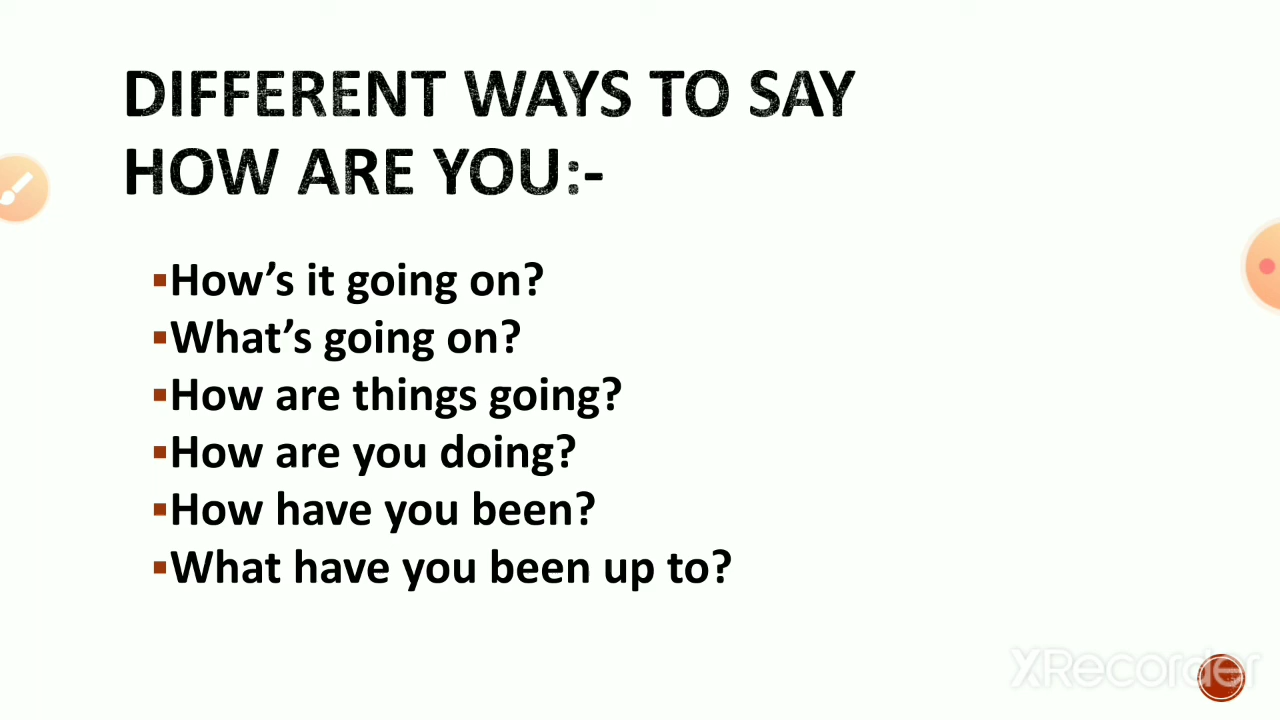 DIFFERENT WAYS TO SAY
HOW ARE YOU:-
▪How’s it going on?
▪What’s going on?
▪How are things going?
▪How are you doing?
▪How have you been?
▪What have you been up to?
XRecorder